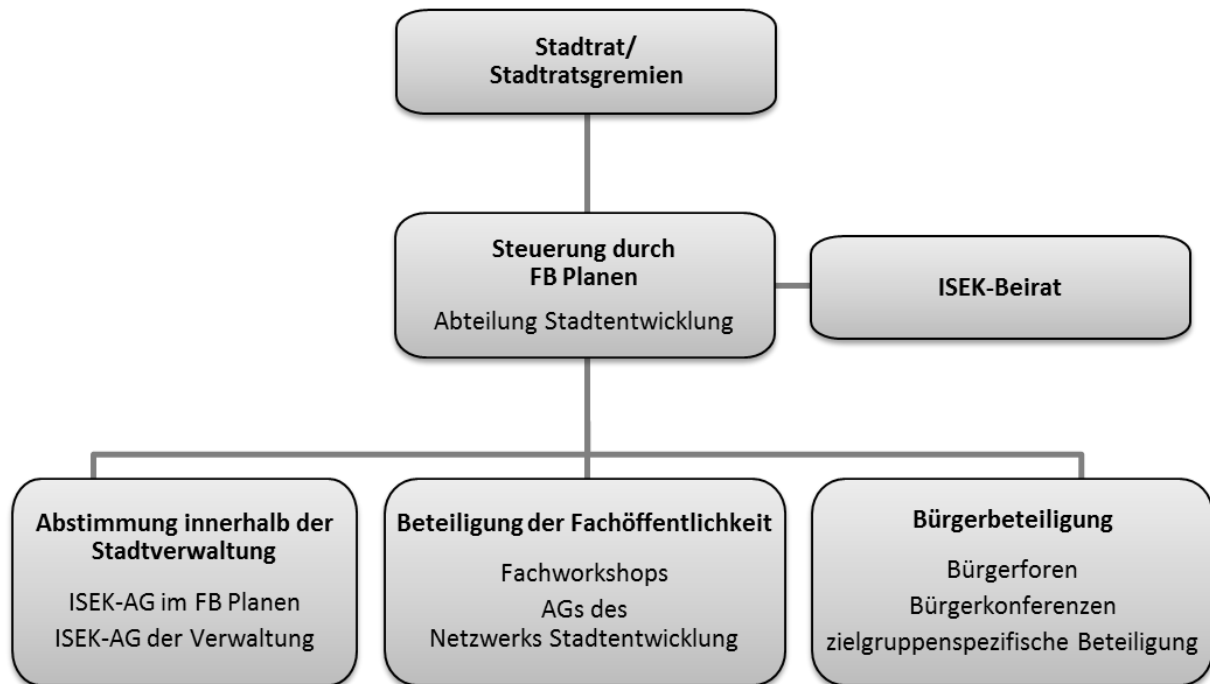 Stadtrat/
Stadtratsgremien
Steuerung durch
FB Planen
Abteilung Stadtentwicklung
ISEK-Beirat
Abstimmung innerhalb der
Stadtverwaltung
ISEK-AG im FB Planen
ISEK-AG der Verwaltung
Beteiligung der Fachöffentlichkeit
Fachworkshops
AGs des
Netzwerks Stadtentwicklung
Bürgerbeteiligung
Bürgerforen
Bürgerkonferenzen
zielgruppenspezifische Beteiligung